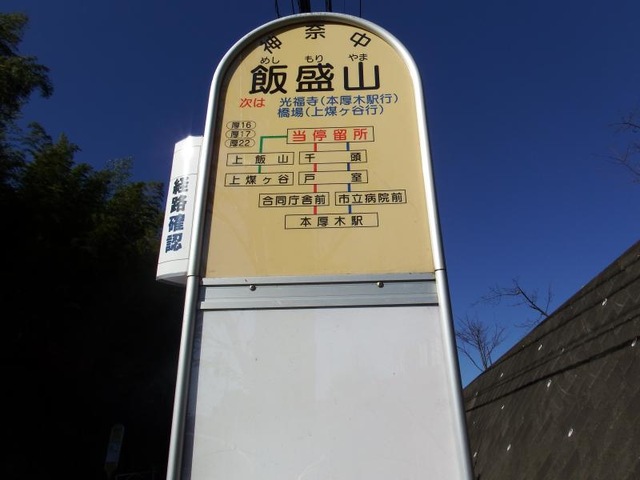 神奈中
めし もり やま
飯盛山
次は 光福寺(本厚木駅行)
橋場(上煤ヶ谷行)
厚16
厚17
厚22
当停留所
上飯山 千頭
上煤ヶ谷 戸室
合同庁舎前 市立病院前
本厚木駅
経路確認